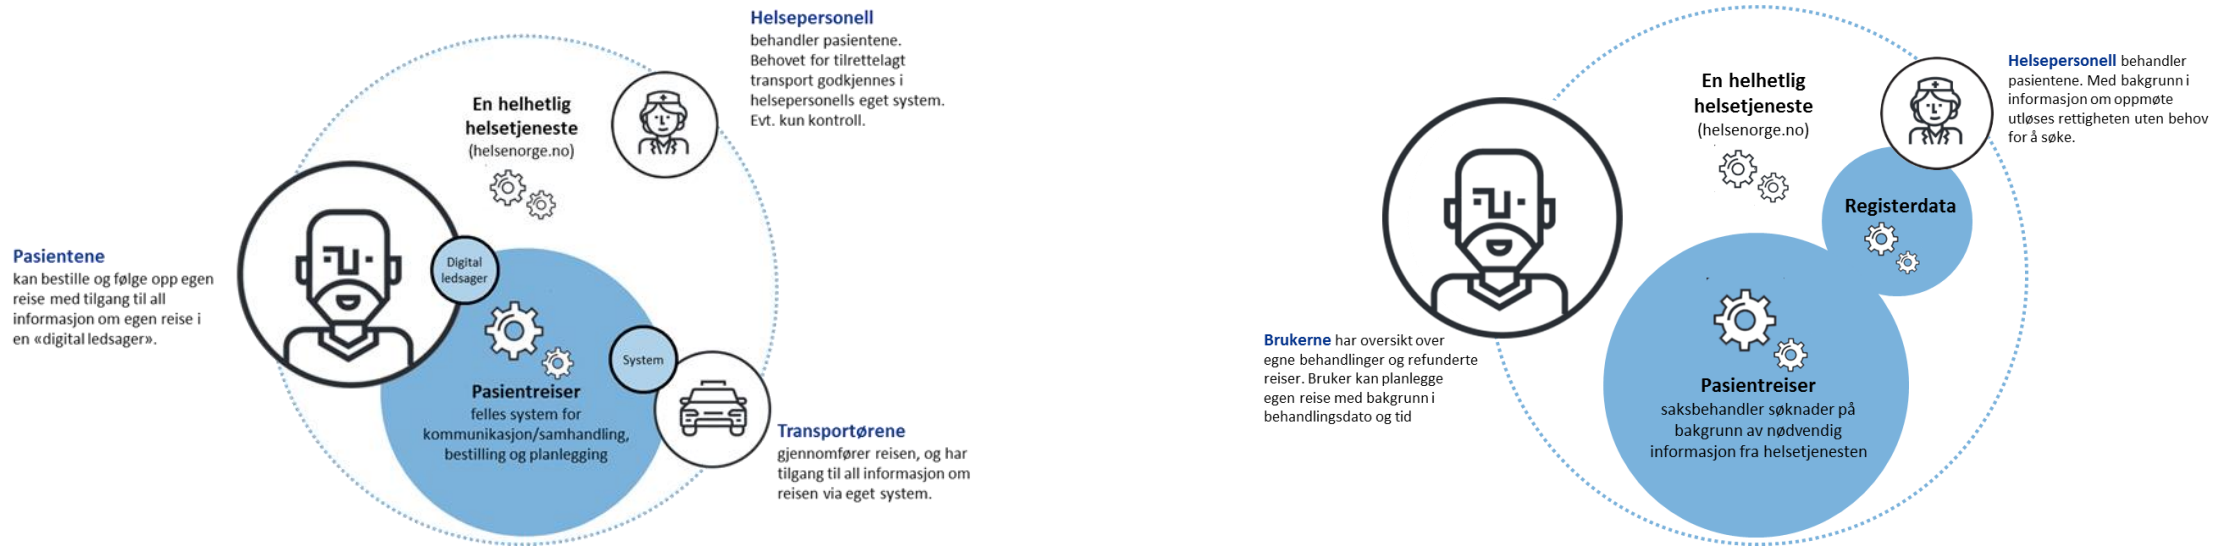 Helsepersonell
behandler pasientene.
Behovet for tilrettelagt
transport godkjennes i
helsepersonells eget system.
Evt. kun kontroll.
En helhetlig
helsetjeneste
(helsenorge.no)
Pasientene
kan bestille og følge opp egen
reise med tilgang til all
informasjon om egen reise i
en «digital ledsager».
Digital
ledsager
System
Pasientreiser
felles system for
kommunikasjon/samhandling,
bestilling og planlegging
Transportørene
gjennomfører reisen, og har
tilgang til all informasjon om
reisen via eget system.
En helhetlig
helsetjeneste
(helsenorge.no)
Helsepersonell behandler
pasientene. Med bakgrunn i
informasjon om oppmøte
utløses rettigheten uten behov
for å søke.
Registerdata
Brukerne har oversikt over
egne behandlinger og refunderte
reiser. Bruker kan planlegge
egen reise med bakgrunn i
behandlingsdato og tid
Pasientreiser
saksbehandler søknader på
bakgrunn av nødvendig
informasjon fra helsetjenesten